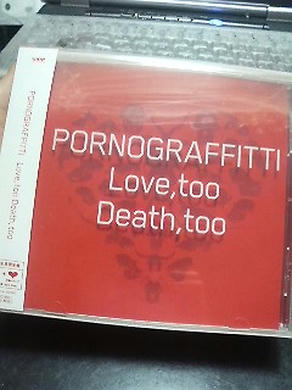 PORNOGRAFFITTI
Love,too
Death,too
PORNOGRAFFITTI Love, too Death, too